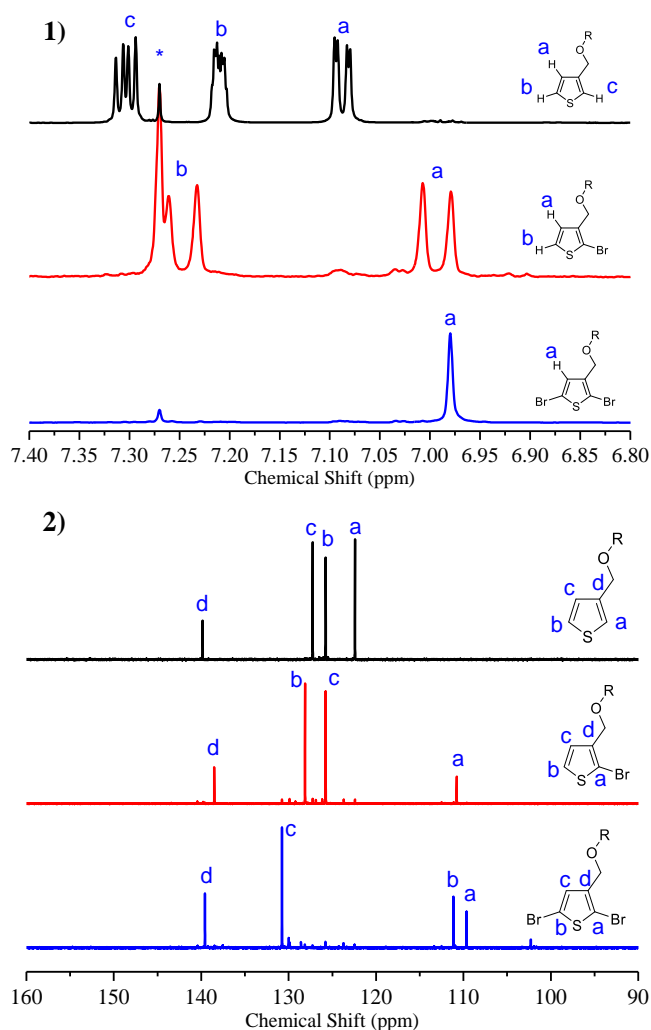 1)
c
*
b
a
R
O
a
H
b
H
S
H
c
b
a
R
O
a
H
b
H
S
Br
a
R
O
a
H
Br
S
Br
7.40 7.35 7.30 7.25 7.20 7.15 7.10 7.05 7.00 6.95 6.90 6.85 6.80
Chemical Shift (ppm)
2)
d
c
b
a
R
O
c
d
b
S
a
d
b
c
a
R
O
c
d
b
S
a
Br
d
c
b
a
R
O
c
d
Br
b
S
a
Br
160 150 140 130 120 110 100 90
Chemical Shift (ppm)